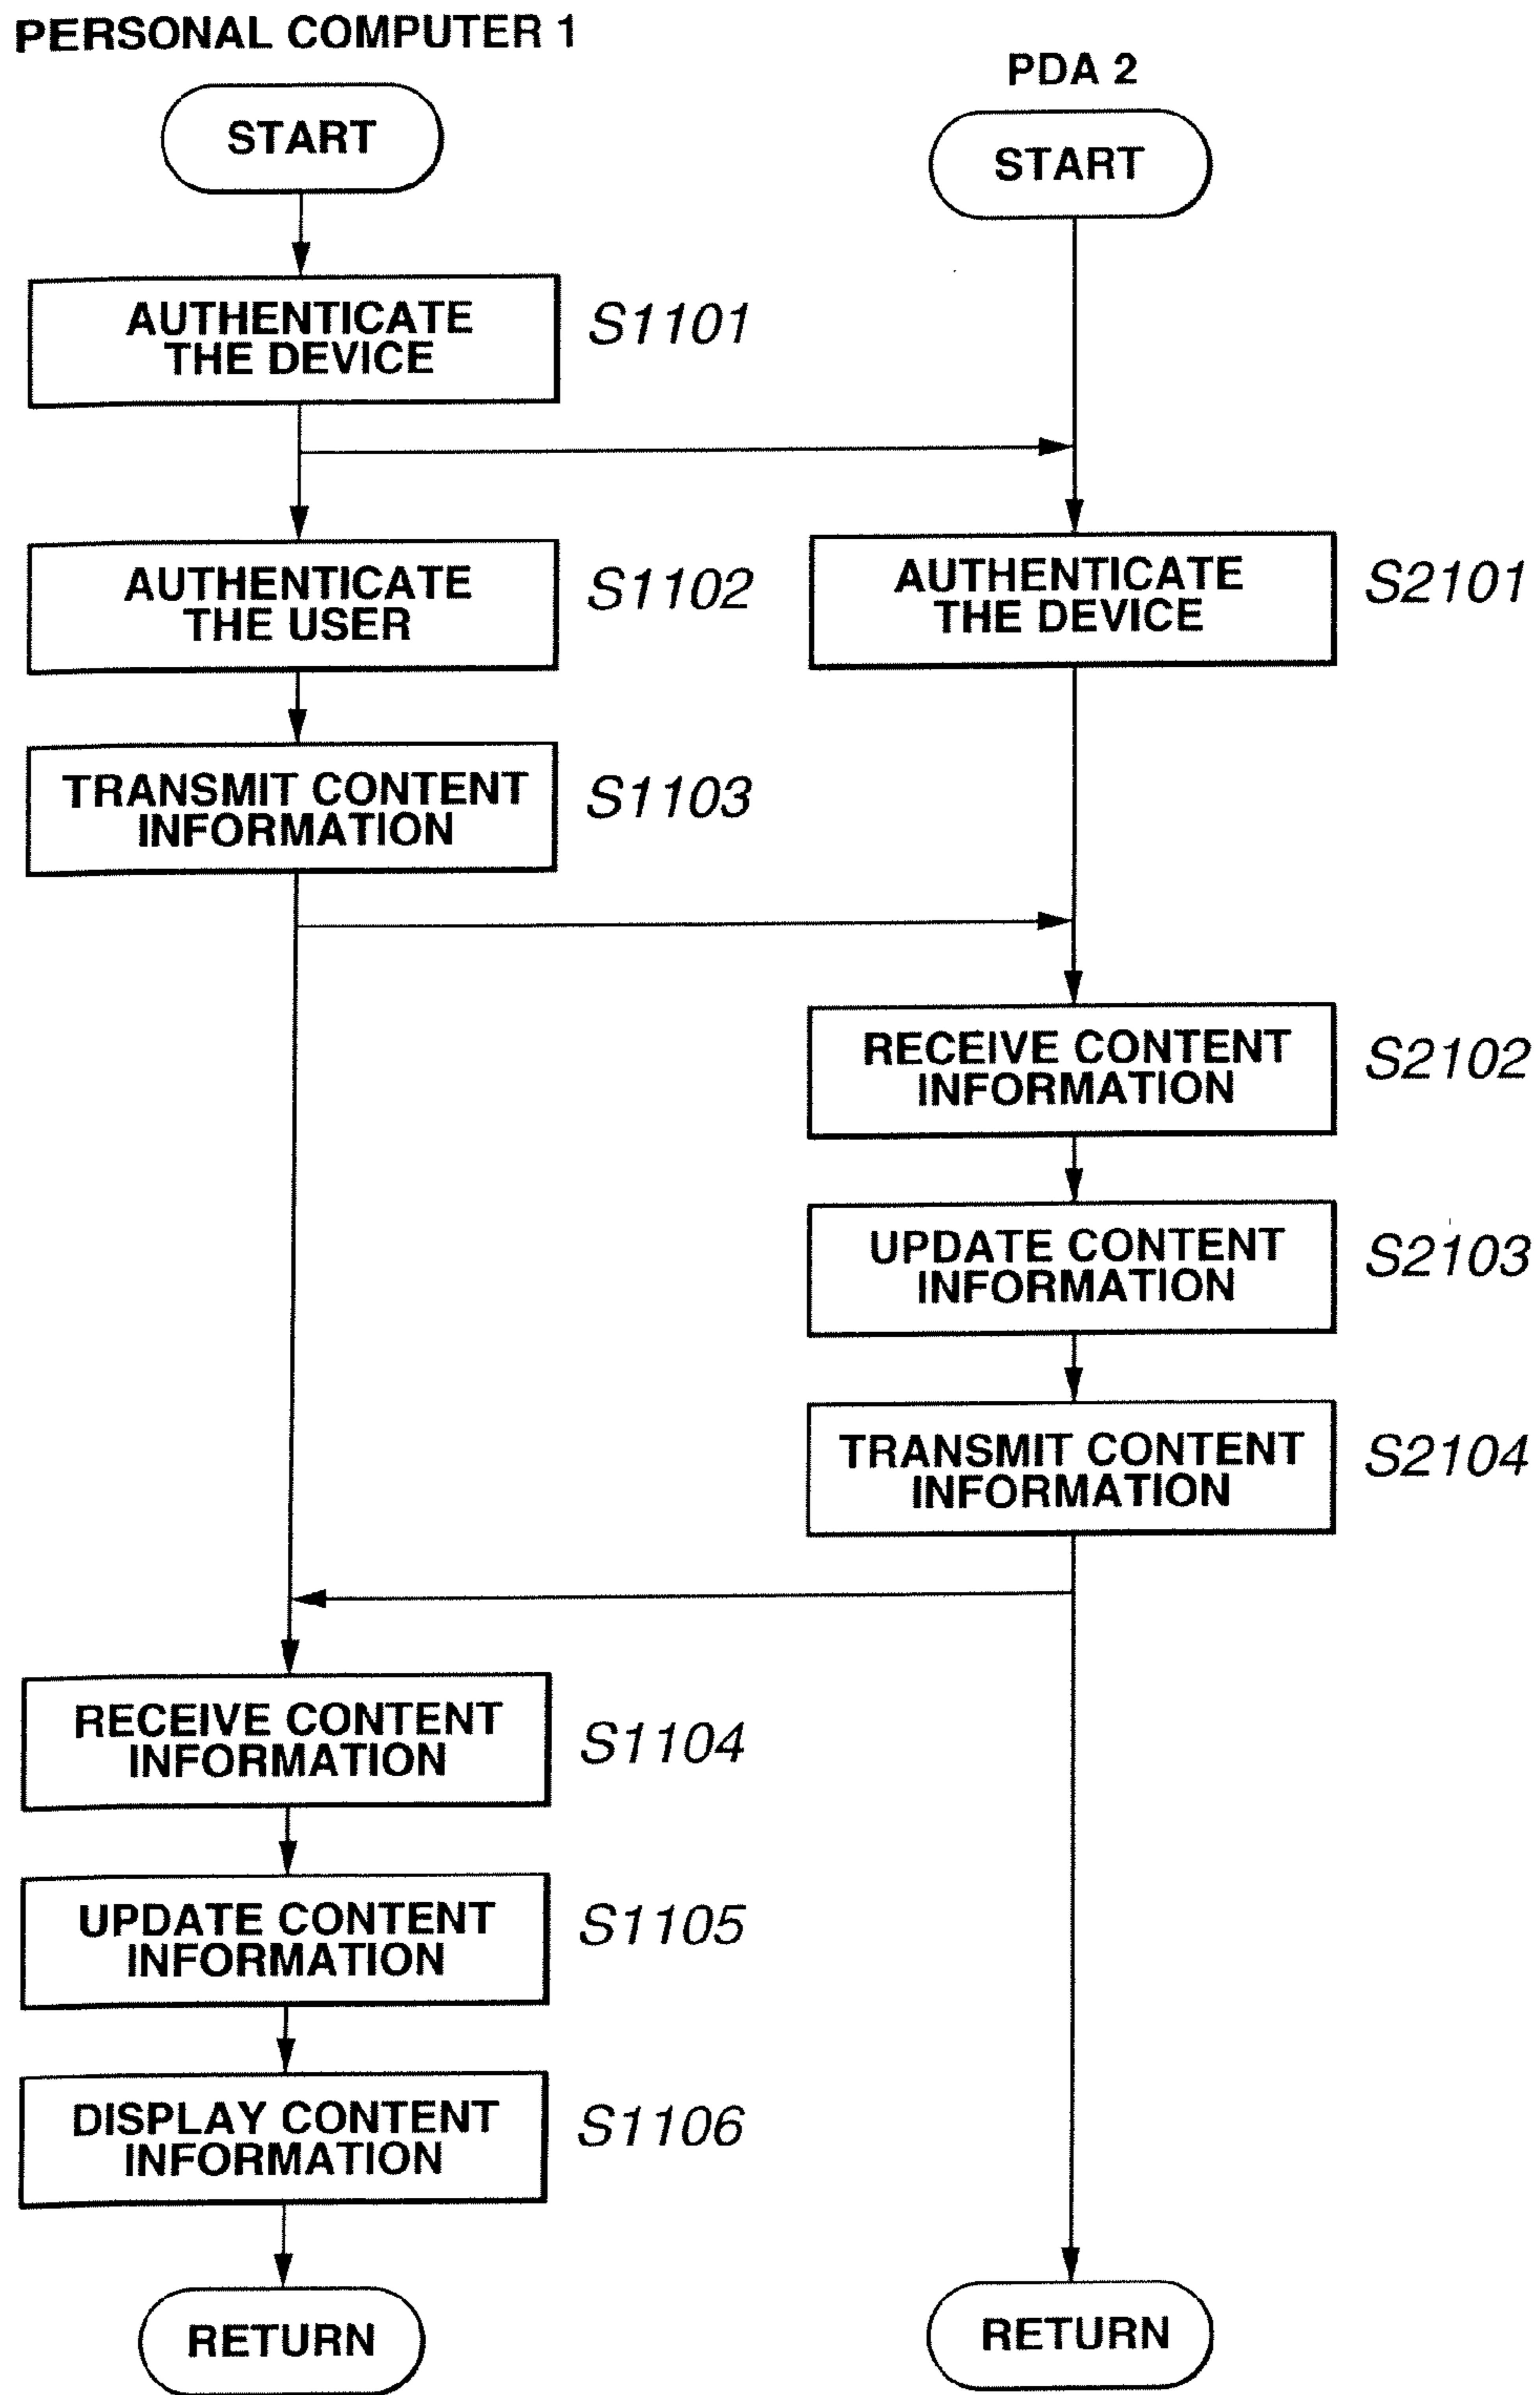 PERSONAL COMPUTER 1
PDA 2
START
START
AUTHENTICATE
THE DEVICE
S1101
AUTHENTICATE
THE USER
S1102
AUTHENTICATE
THE DEVICE
S2101
TRANSMIT CONTENT
INFORMATION
S1103
RECEIVE CONTENT
INFORMATION
S2102
UPDATE CONTENT
INFORMATION
S2103
TRANSMIT CONTENT
INFORMATION
S2104
RECEIVE CONTENT
INFORMATION
S1104
UPDATE CONTENT
INFORMATION
S1105
DISPLAY CONTENT
INFORMATION
S1106
RETURN
RETURN